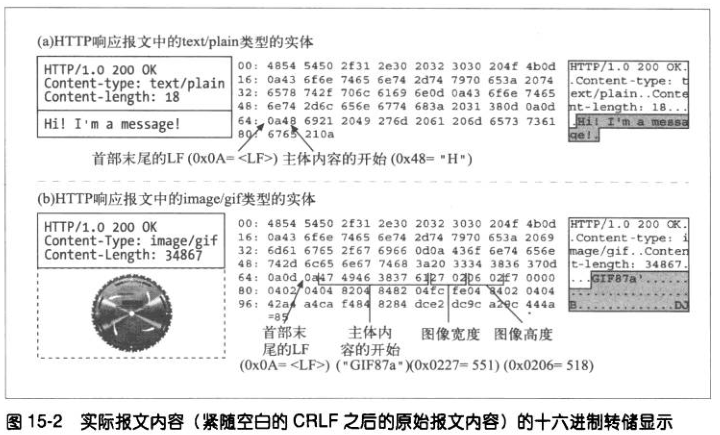 (a)HTTP响应报文中的text/plain类型的实体
HTTP/1.0 200 OK
Content-type: text/plain
Content-length: 18
Hi! I'm a message!
00: 4854 5450 2f31 2e30 2032 3030 204f 4b0d
16: 0a43 6f6e 7465 6e74 2d74 7970 653a 2074
32: 6578 742f 706c 6169 6e0d 0a43 6f6e 7465
48: 6e74 2d6c 656e 6774 683a 2031 380d 0a0d
64: 0a48 6921 2049 276d 2061 206d 6573 7361
80: 6765 210a
HTTP/1.0 200 OK.
.Content-type: t
ext/plain..Conte
nt-length: 18...
.Hi! I'm a messa
ge!.
首部末尾的LF (0x0A= <LF>) 主体内容的开始 (0x48= "H")
(b)HTTP响应报文中的image/gif类型的实体
HTTP/1.0 200 OK
Content-Type: image/gif
Content-Length: 34867
00: 4854 5450 2f31 2e30 2032 3030 204f 4b0d
16: 0a43 6f6e 7465 6e74 2d74 7970 653a 2069
32: 6d61 6765 2f67 6966 0d0a 436f 6e74 656e
48: 742d 6c65 6e67 7468 3a20 3334 3836 370d
64: 0a0d 0a47 4946 3837 6127 0206 02f7 0000
80: 0402 0404 8204 8482 04fc fe04 8402 0404
96: 42a4 a4ca f484 8284 dce2 dc9c a29c 444a
=85
HTTP/1.0 200 OK.
.Content-type: i
mage/gif..Conten
t-length: 34867.
...GIF87a'......
................
B.............DJ
首部末
尾的LF
主体内
容的开始
图像宽度
图像高度
(0x0A= <LF>) ("GIF87a")(0x0227= 551) (0x0206= 518)
图 15-2 实际报文内容（紧随空白的 CRLF 之后的原始报文内容）的十六进制转储显示